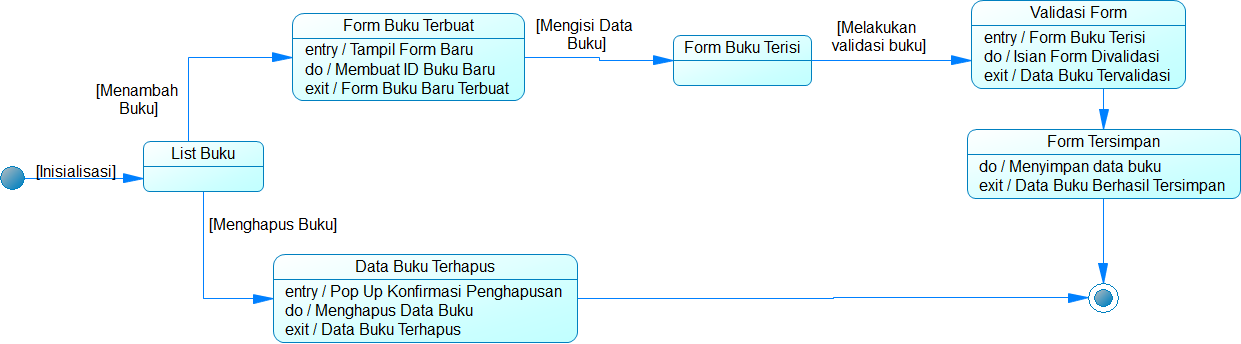 [Inisialisasi]
List Buku
[Menambah
Buku]
Form Buku Terbuat
entry / Tampil Form Baru
do / Membuat ID Buku Baru
exit / Form Buku Baru Terbuat
[Mengisi Data
Buku]
Form Buku Terisi
[Melakukan
validasi buku]
Validasi Form
entry / Form Buku Terisi
do / Isian Form Divalidasi
exit / Data Buku Tervalidasi
Form Tersimpan
do / Menyimpan data buku
exit / Data Buku Berhasil Tersimpan
[Menghapus Buku]
Data Buku Terhapus
entry / Pop Up Konfirmasi Penghapusan
do / Menghapus Data Buku
exit / Data Buku Terhapus